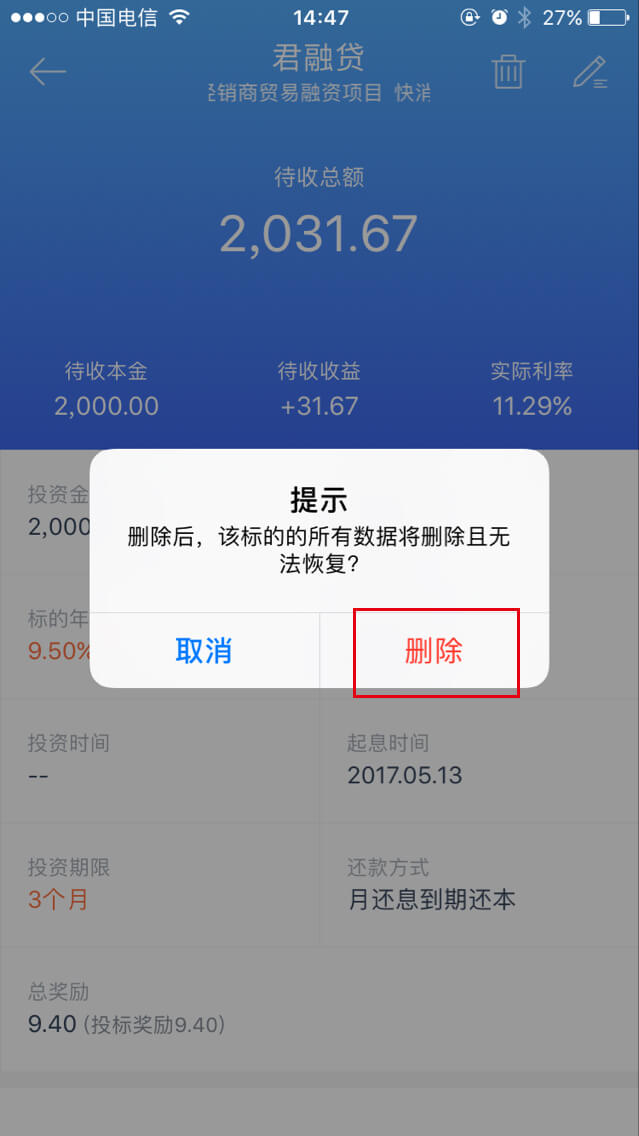 中国电信 14:47 27%
君融贷
经销商贸易融资项目 快消
待收总额
2,031.67
待收本金 待收收益 实际利率
2,000.00 +31.67 11.29%
投资金
2,000
提示
删除后，该标的的所有数据将删除且无
法恢复?
取消 删除
标的年
9.50%
投资时间 起息时间
-- 2017.05.13
投资期限 还款方式
3个月 月还息到期还本
总奖励
9.40 (投标奖励9.40)